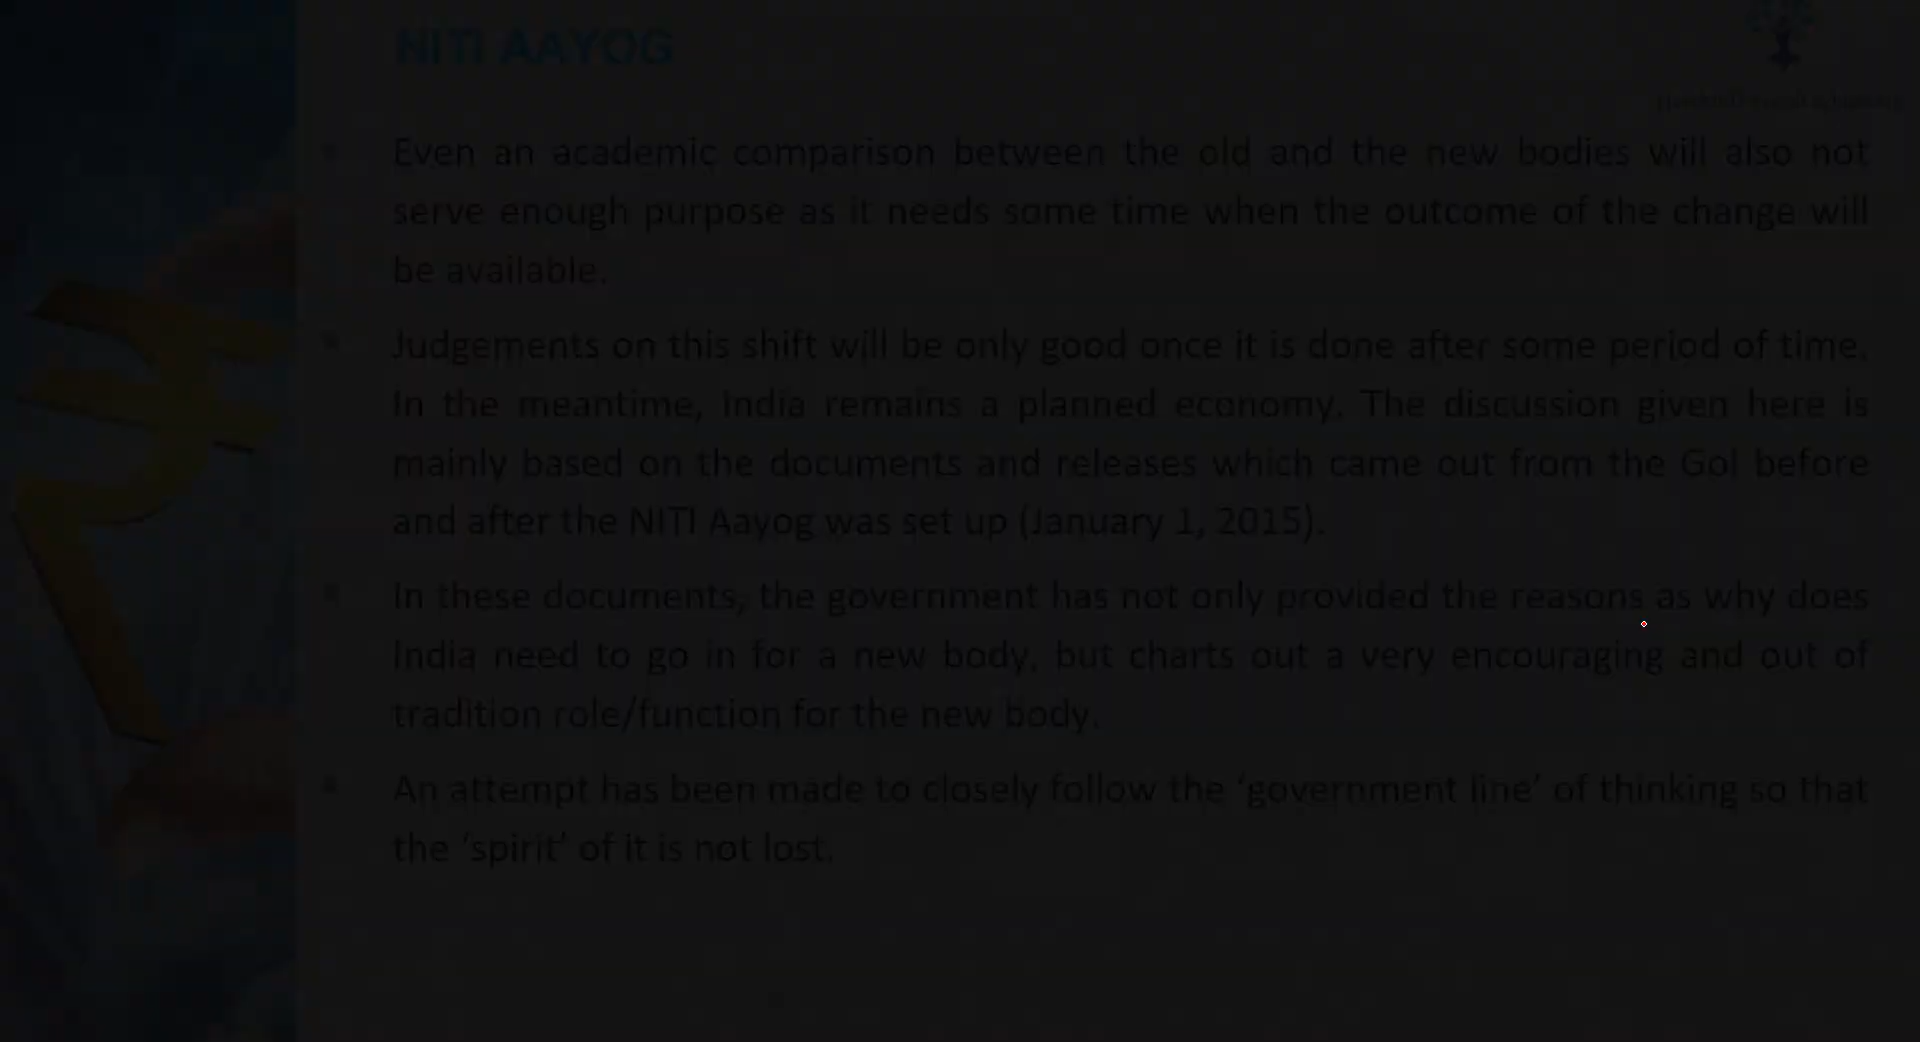 NITI AAYOG
Even an academic comparison between the old and the new bodies will also not
serve enough purpose as it needs some time when the outcome of the change will
be available.
Judgements on this shift will be only good once it is done after some period of time.
In the meantime, India remains a planned economy. The discussion given here is
mainly based on the documents and releases which came out from the GoI before
and after the NITI Aayog was set up (January 1, 2015).
In these documents, the government has not only provided the reasons as why does
India need to go in for a new body, but charts out a very encouraging and out of
tradition role/function for the new body.
An attempt has been made to closely follow the ‘government line’ of thinking so that
the ‘spirit’ of it is not lost.